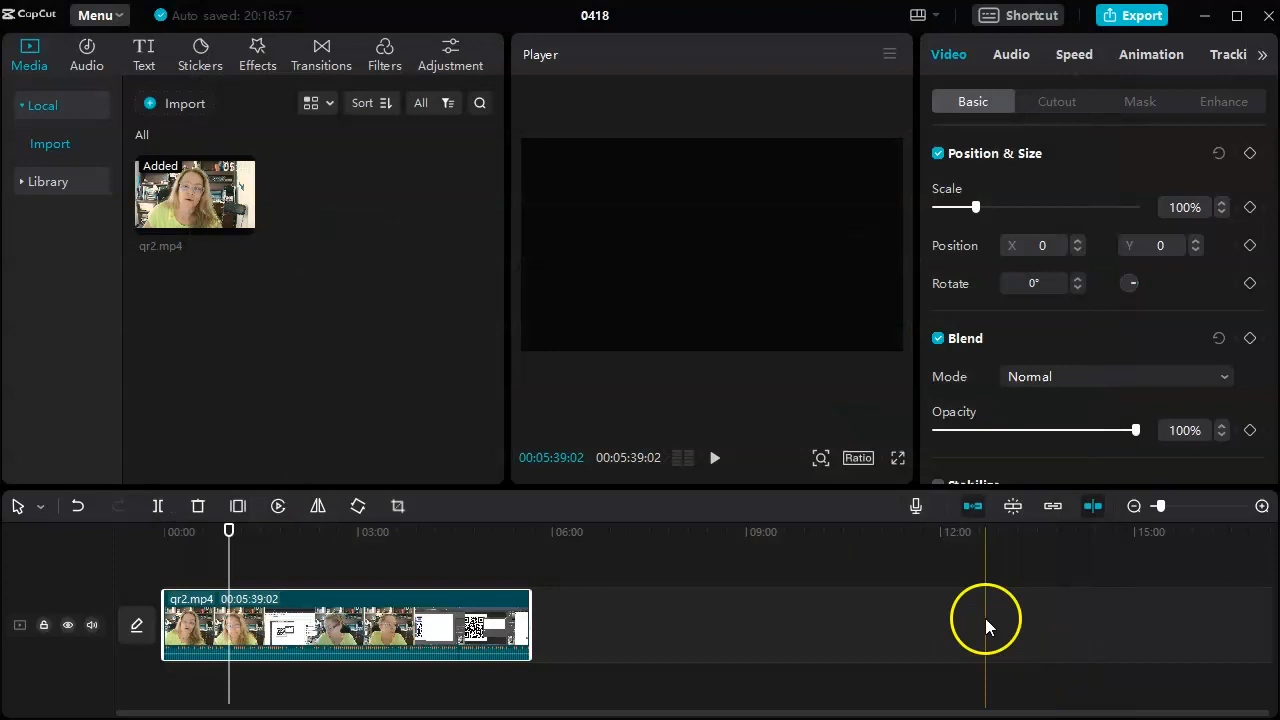 CapCut
Menu
Auto saved: 20:18:57
0418
Shortcut
Export
Media
Audio
Text
Stickers
Effects
Transitions
Filters
Adjustment
Local
Import
Library
Import
Sort
All
All
Added
05:
qr2.mp4
Player
00:05:39:02
00:05:39:02
Ratio
Video
Audio
Speed
Animation
Tracki
Basic
Cutout
Mask
Enhance
Position & Size
Scale
100%
Position
X 0
Y 0
Rotate
0°
Blend
Mode
Normal
Opacity
100%
Stabilize
00:00
03:00
06:00
09:00
12:00
15:00
qr2.mp4 00:05:39:02